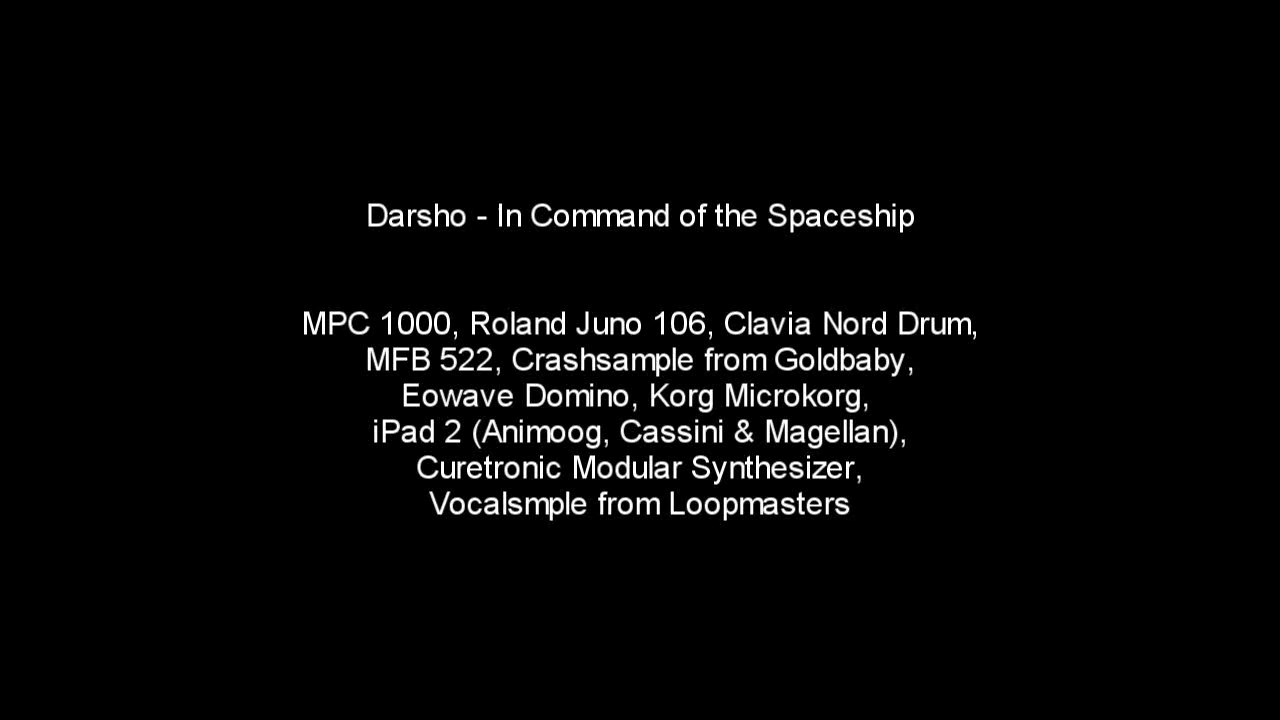 Darsho - In Command of the Spaceship
MPC 1000, Roland Juno 106, Clavia Nord Drum,
MFB 522, Crashsample from Goldbaby,
Eowave Domino, Korg Microkorg,
iPad 2 (Animoog, Cassini & Magellan),
Curetronic Modular Synthesizer,
Vocalsmple from Loopmasters